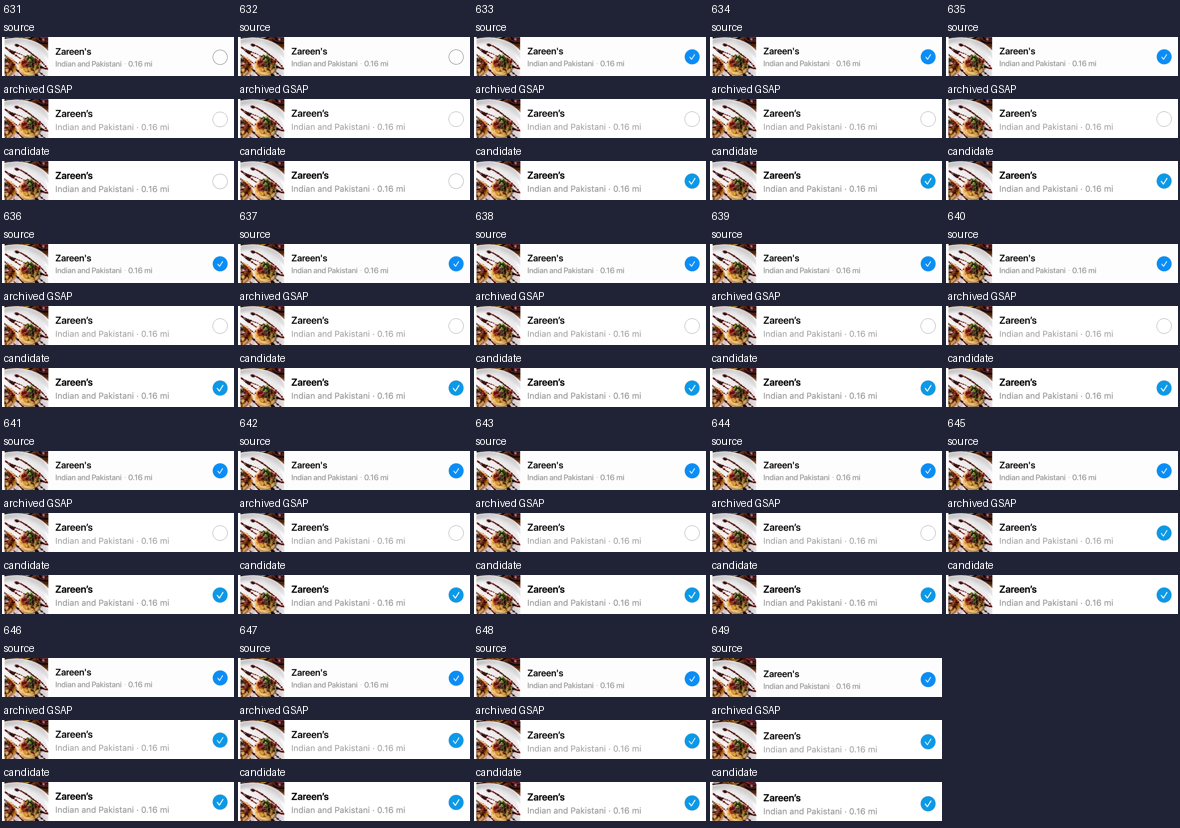 631
source
Zareen's
Indian and Pakistani · 0.16 mi
archived GSAP
Zareen’s
Indian and Pakistani · 0.16 mi
candidate
Zareen’s
Indian and Pakistani · 0.16 mi
632
source
Zareen's
Indian and Pakistani · 0.16 mi
archived GSAP
Zareen’s
Indian and Pakistani · 0.16 mi
candidate
Zareen’s
Indian and Pakistani · 0.16 mi
633
source
Zareen's
Indian and Pakistani · 0.16 mi
archived GSAP
Zareen’s
Indian and Pakistani · 0.16 mi
candidate
Zareen’s
Indian and Pakistani · 0.16 mi
634
source
Zareen's
Indian and Pakistani · 0.16 mi
archived GSAP
Zareen’s
Indian and Pakistani · 0.16 mi
candidate
Zareen’s
Indian and Pakistani · 0.16 mi
635
source
Zareen's
Indian and Pakistani · 0.16 mi
archived GSAP
Zareen’s
Indian and Pakistani · 0.16 mi
candidate
Zareen’s
Indian and Pakistani · 0.16 mi
636
source
Zareen's
Indian and Pakistani · 0.16 mi
archived GSAP
Zareen’s
Indian and Pakistani · 0.16 mi
candidate
Zareen’s
Indian and Pakistani · 0.16 mi
637
source
Zareen's
Indian and Pakistani · 0.16 mi
archived GSAP
Zareen’s
Indian and Pakistani · 0.16 mi
candidate
Zareen’s
Indian and Pakistani · 0.16 mi
638
source
Zareen's
Indian and Pakistani · 0.16 mi
archived GSAP
Zareen’s
Indian and Pakistani · 0.16 mi
candidate
Zareen’s
Indian and Pakistani · 0.16 mi
639
source
Zareen's
Indian and Pakistani · 0.16 mi
archived GSAP
Zareen’s
Indian and Pakistani · 0.16 mi
candidate
Zareen’s
Indian and Pakistani · 0.16 mi
640
source
Zareen's
Indian and Pakistani · 0.16 mi
archived GSAP
Zareen’s
Indian and Pakistani · 0.16 mi
candidate
Zareen’s
Indian and Pakistani · 0.16 mi
641
source
Zareen's
Indian and Pakistani · 0.16 mi
archived GSAP
Zareen’s
Indian and Pakistani · 0.16 mi
candidate
Zareen’s
Indian and Pakistani · 0.16 mi
642
source
Zareen's
Indian and Pakistani · 0.16 mi
archived GSAP
Zareen’s
Indian and Pakistani · 0.16 mi
candidate
Zareen’s
Indian and Pakistani · 0.16 mi
643
source
Zareen's
Indian and Pakistani · 0.16 mi
archived GSAP
Zareen’s
Indian and Pakistani · 0.16 mi
candidate
Zareen’s
Indian and Pakistani · 0.16 mi
644
source
Zareen's
Indian and Pakistani · 0.16 mi
archived GSAP
Zareen’s
Indian and Pakistani · 0.16 mi
candidate
Zareen’s
Indian and Pakistani · 0.16 mi
645
source
Zareen's
Indian and Pakistani · 0.16 mi
archived GSAP
Zareen’s
Indian and Pakistani · 0.16 mi
candidate
Zareen’s
Indian and Pakistani · 0.16 mi
646
source
Zareen's
Indian and Pakistani · 0.16 mi
archived GSAP
Zareen’s
Indian and Pakistani · 0.16 mi
candidate
Zareen’s
Indian and Pakistani · 0.16 mi
647
source
Zareen's
Indian and Pakistani · 0.16 mi
archived GSAP
Zareen’s
Indian and Pakistani · 0.16 mi
candidate
Zareen’s
Indian and Pakistani · 0.16 mi
648
source
Zareen's
Indian and Pakistani · 0.16 mi
archived GSAP
Zareen’s
Indian and Pakistani · 0.16 mi
candidate
Zareen’s
Indian and Pakistani · 0.16 mi
649
source
Zareen's
Indian and Pakistani · 0.16 mi
archived GSAP
Zareen’s
Indian and Pakistani · 0.16 mi
candidate
Zareen’s
Indian and Pakistani · 0.16 mi